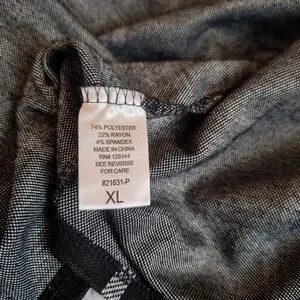 74% POLYESTER
22% RAYON
4% SPANDEX
MADE IN CHINA
RN# 126144
SEE REVERSE
FOR CARE
#21631-P
XL